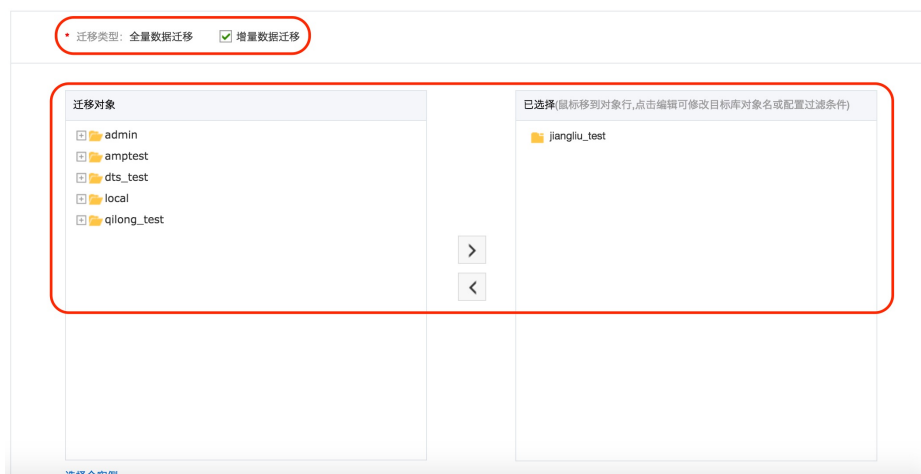 * 迁移类型: 全量数据迁移 增量数据迁移
迁移对象
admin
amptest
dts_test
local
qilong_test
已选择(鼠标移到对象行,点击编辑可修改目标库对象名或配置过滤条件)
jiangliu_test